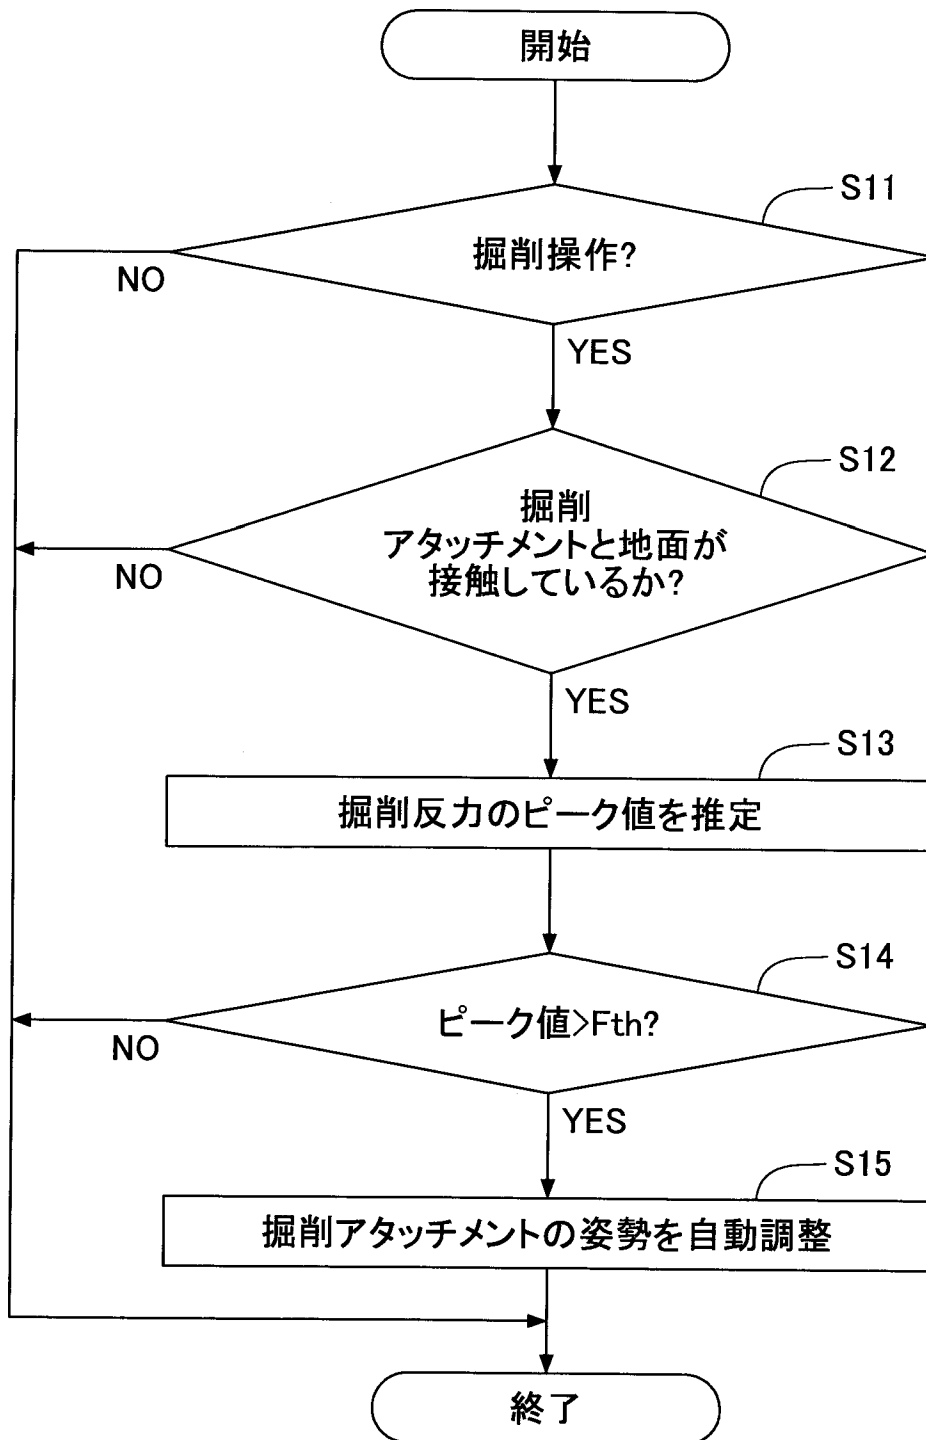 開始
S11
掘削操作?
NO
YES
S12
掘削
アタッチメントと地面が
接触しているか?
NO
YES
S13
掘削反力のピーク値を推定
S14
ピーク値>Fth?
NO
YES
S15
掘削アタッチメントの姿勢を自動調整
終了